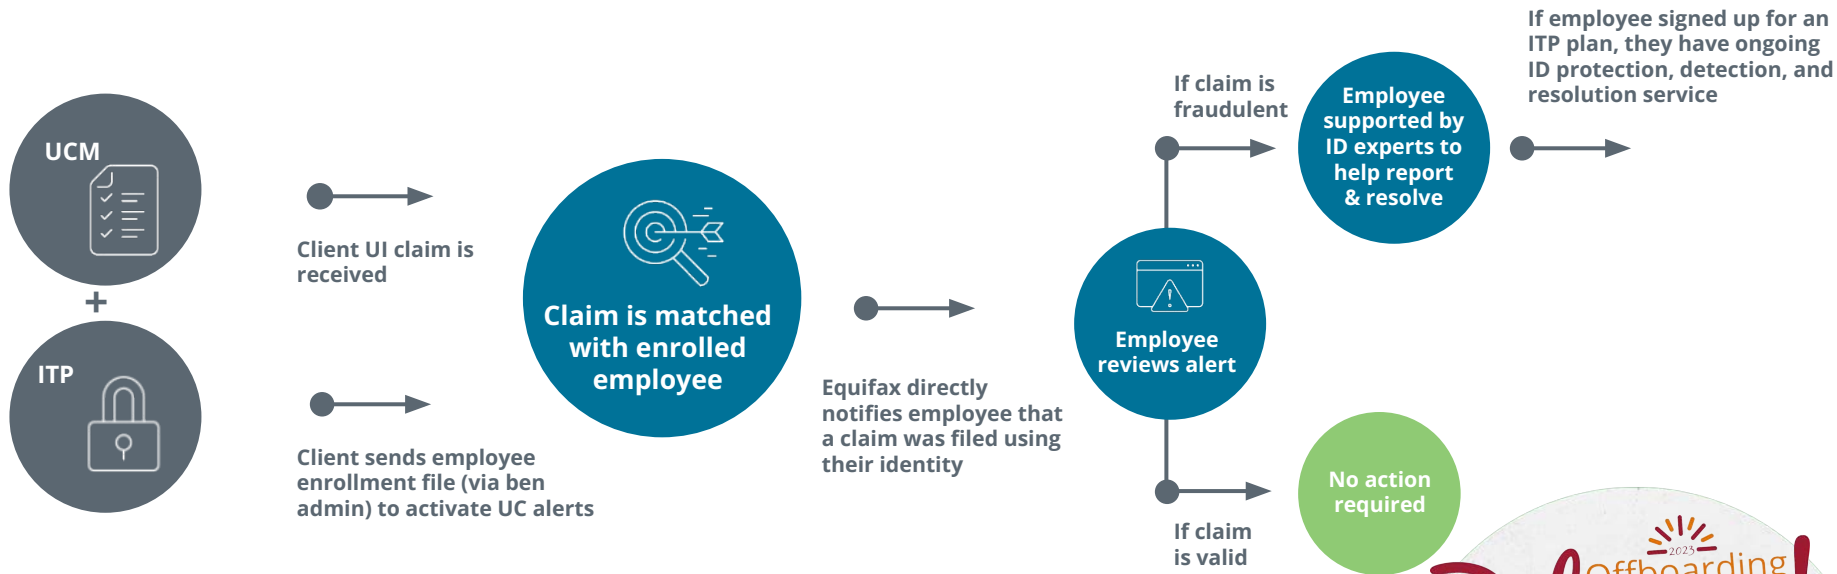 UCM
+
ITP
Client UI claim is
received
Client sends employee
enrollment file (via ben
admin) to activate UC alerts
Claim is matched
with enrolled
employee
Equifax directly
notifies employee that
a claim was filed using
their identity
Employee
reviews alert
If claim is
fraudulent
Employee
supported by
ID experts to
help report
& resolve
If employee signed up for an
ITP plan, they have ongoing
ID protection, detection, and
resolution service
If claim
is valid
No action
required
2023
Offboarding